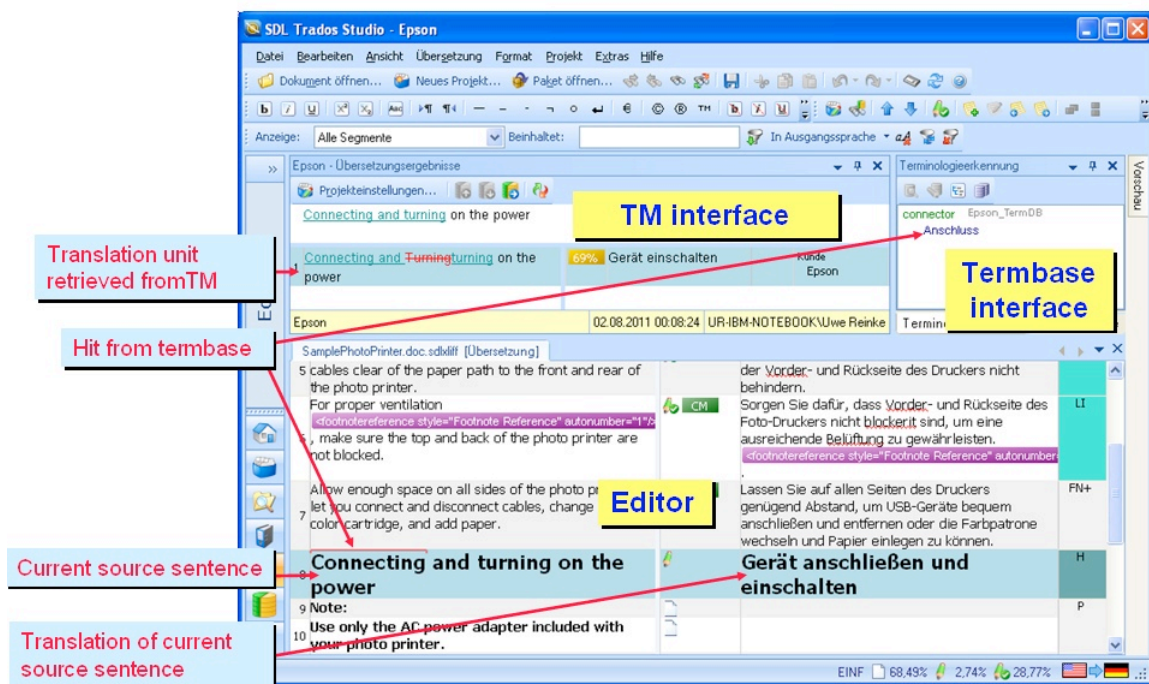 SDL Trados Studio - Epson
Datei Bearbeiten Ansicht Übersetzung Format Projekt Extras Hilfe
Dokument öffnen... Neues Projekt... Paket öffnen...
b i U X² X₂ ABC ¶ ¶ — – - ¬ ° ↵ € © ® TM b X U
Anzeige: Alle Segmente Beinhaltet: In Ausgangssprache aA
Epson - Übersetzungsergebnisse
Terminologieerkennung
Vorschau
Projekteinstellungen...
Connecting and turning on the power
TM interface
connector Epson_TermDB
Anschluss
Translation unit
retrieved fromTM
1 Connecting and Turningturning on the
power
69% Gerät einschalten
Kunde
Epson
Termbase
interface
Epson 02.08.2011 00:08:24 UR-IBM-NOTEBOOK\Uwe Reinke
Hit from termbase
SamplePhotoPrinter.doc.sdlxliff [Übersetzung]
5 cables clear of the paper path to the front and rear of
the photo printer.
der Vorder- und Rückseite des Druckers nicht
behindern.
For proper ventilation
<footnotereference style="Footnote Reference" autonumber="1"/>
6 , make sure the top and back of the photo printer are
not blocked.
CM
Sorgen Sie dafür, dass Vorder- und Rückseite des
Foto-Druckers nicht blockerit sind, um eine
ausreichende Belüftung zu gewährleisten.
<footnotereference style="Footnote Reference" autonumber=
.
LI
Allow enough space on all sides of the photo
7 let you connect and disconnect cables, change
color cartridge, and add paper.
Editor
Lassen Sie auf allen Seiten des Druckers
genügend Abstand, um USB-Geräte bequem
anschließen und entfernen oder die Farbpatrone
wechseln und Papier einlegen zu können.
FN+
Current source sentence
8 Connecting and turning on the
power
Gerät anschließen und
einschalten
H
9 Note:
P
10 Use only the AC power adapter included with
your photo printer.
Translation of current
source sentence
EINF 68,49% 2,74% 28,77%